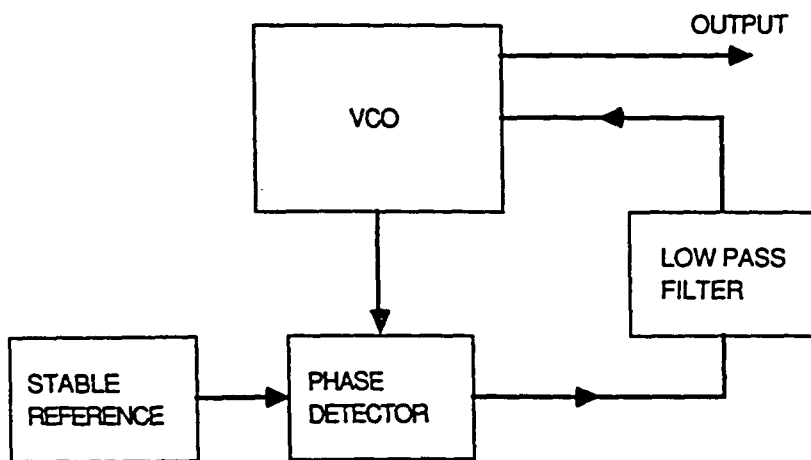 OUTPUT
VCO
LOW PASS
FILTER
STABLE
REFERENCE
PHASE
DETECTOR